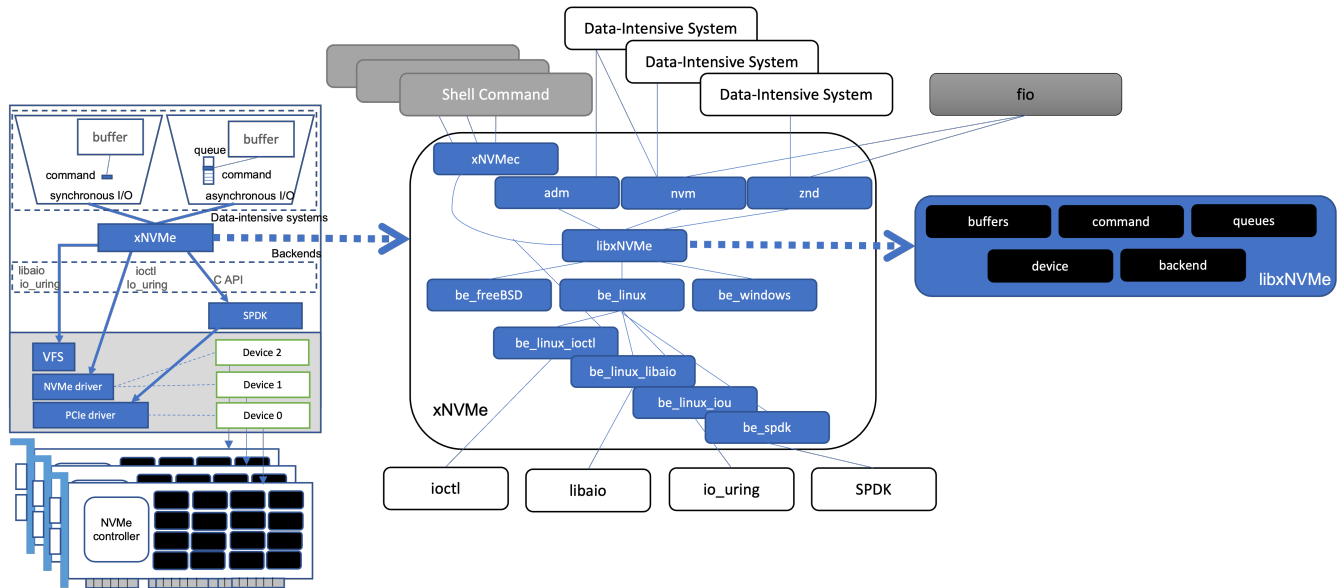 buffer
command
synchronous I/O
buffer
queue
command
asynchronous I/O
Data-intensive systems
xNVMe
Backends
libaio
io_uring
ioctl
Io_uring
C API
SPDK
VFS
NVMe driver
PCIe driver
Device 2
Device 1
Device 0
NVMe
controller
Data-Intensive System
Data-Intensive System
Data-Intensive System
Shell Command
fio
xNVMec
adm
nvm
znd
libxNVMe
be_freeBSD
be_linux
be_windows
be_linux_ioctl
be_linux_libaio
be_linux_iou
be_spdk
xNVMe
ioctl
libaio
io_uring
SPDK
buffers
command
queues
device
backend
libxNVMe